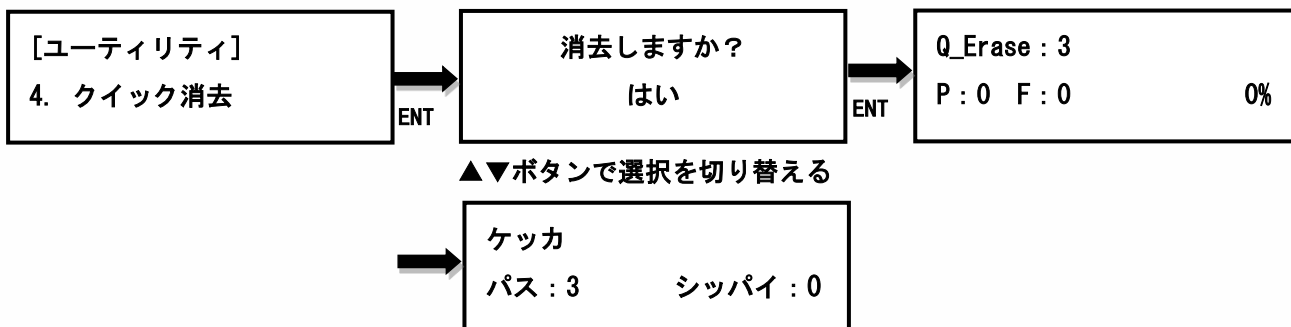 [ユーティリティ]
4. クイック消去
ENT
消去しますか?
はい
ENT
Q_Erase:3
P:0 F:0 0%
▲▼ボタンで選択を切り替える
ケッカ
パス:3 シッパイ:0